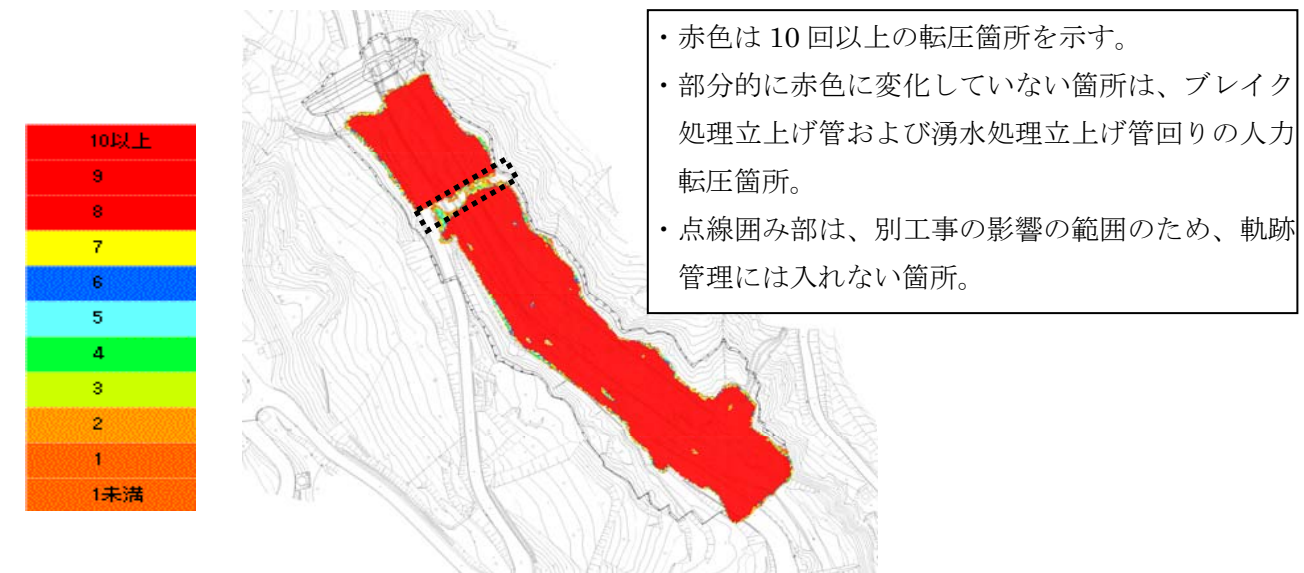 ・赤色は 10 回以上の転圧箇所を示す。
・部分的に赤色に変化していない箇所は、ブレイク
処理立上げ管および湧水処理立上げ管回りの人力
転圧箇所。
・点線囲み部は、別工事の影響の範囲のため、軌跡
管理には入れない箇所。
10以上
9
8
7
6
5
4
3
2
1
1未満